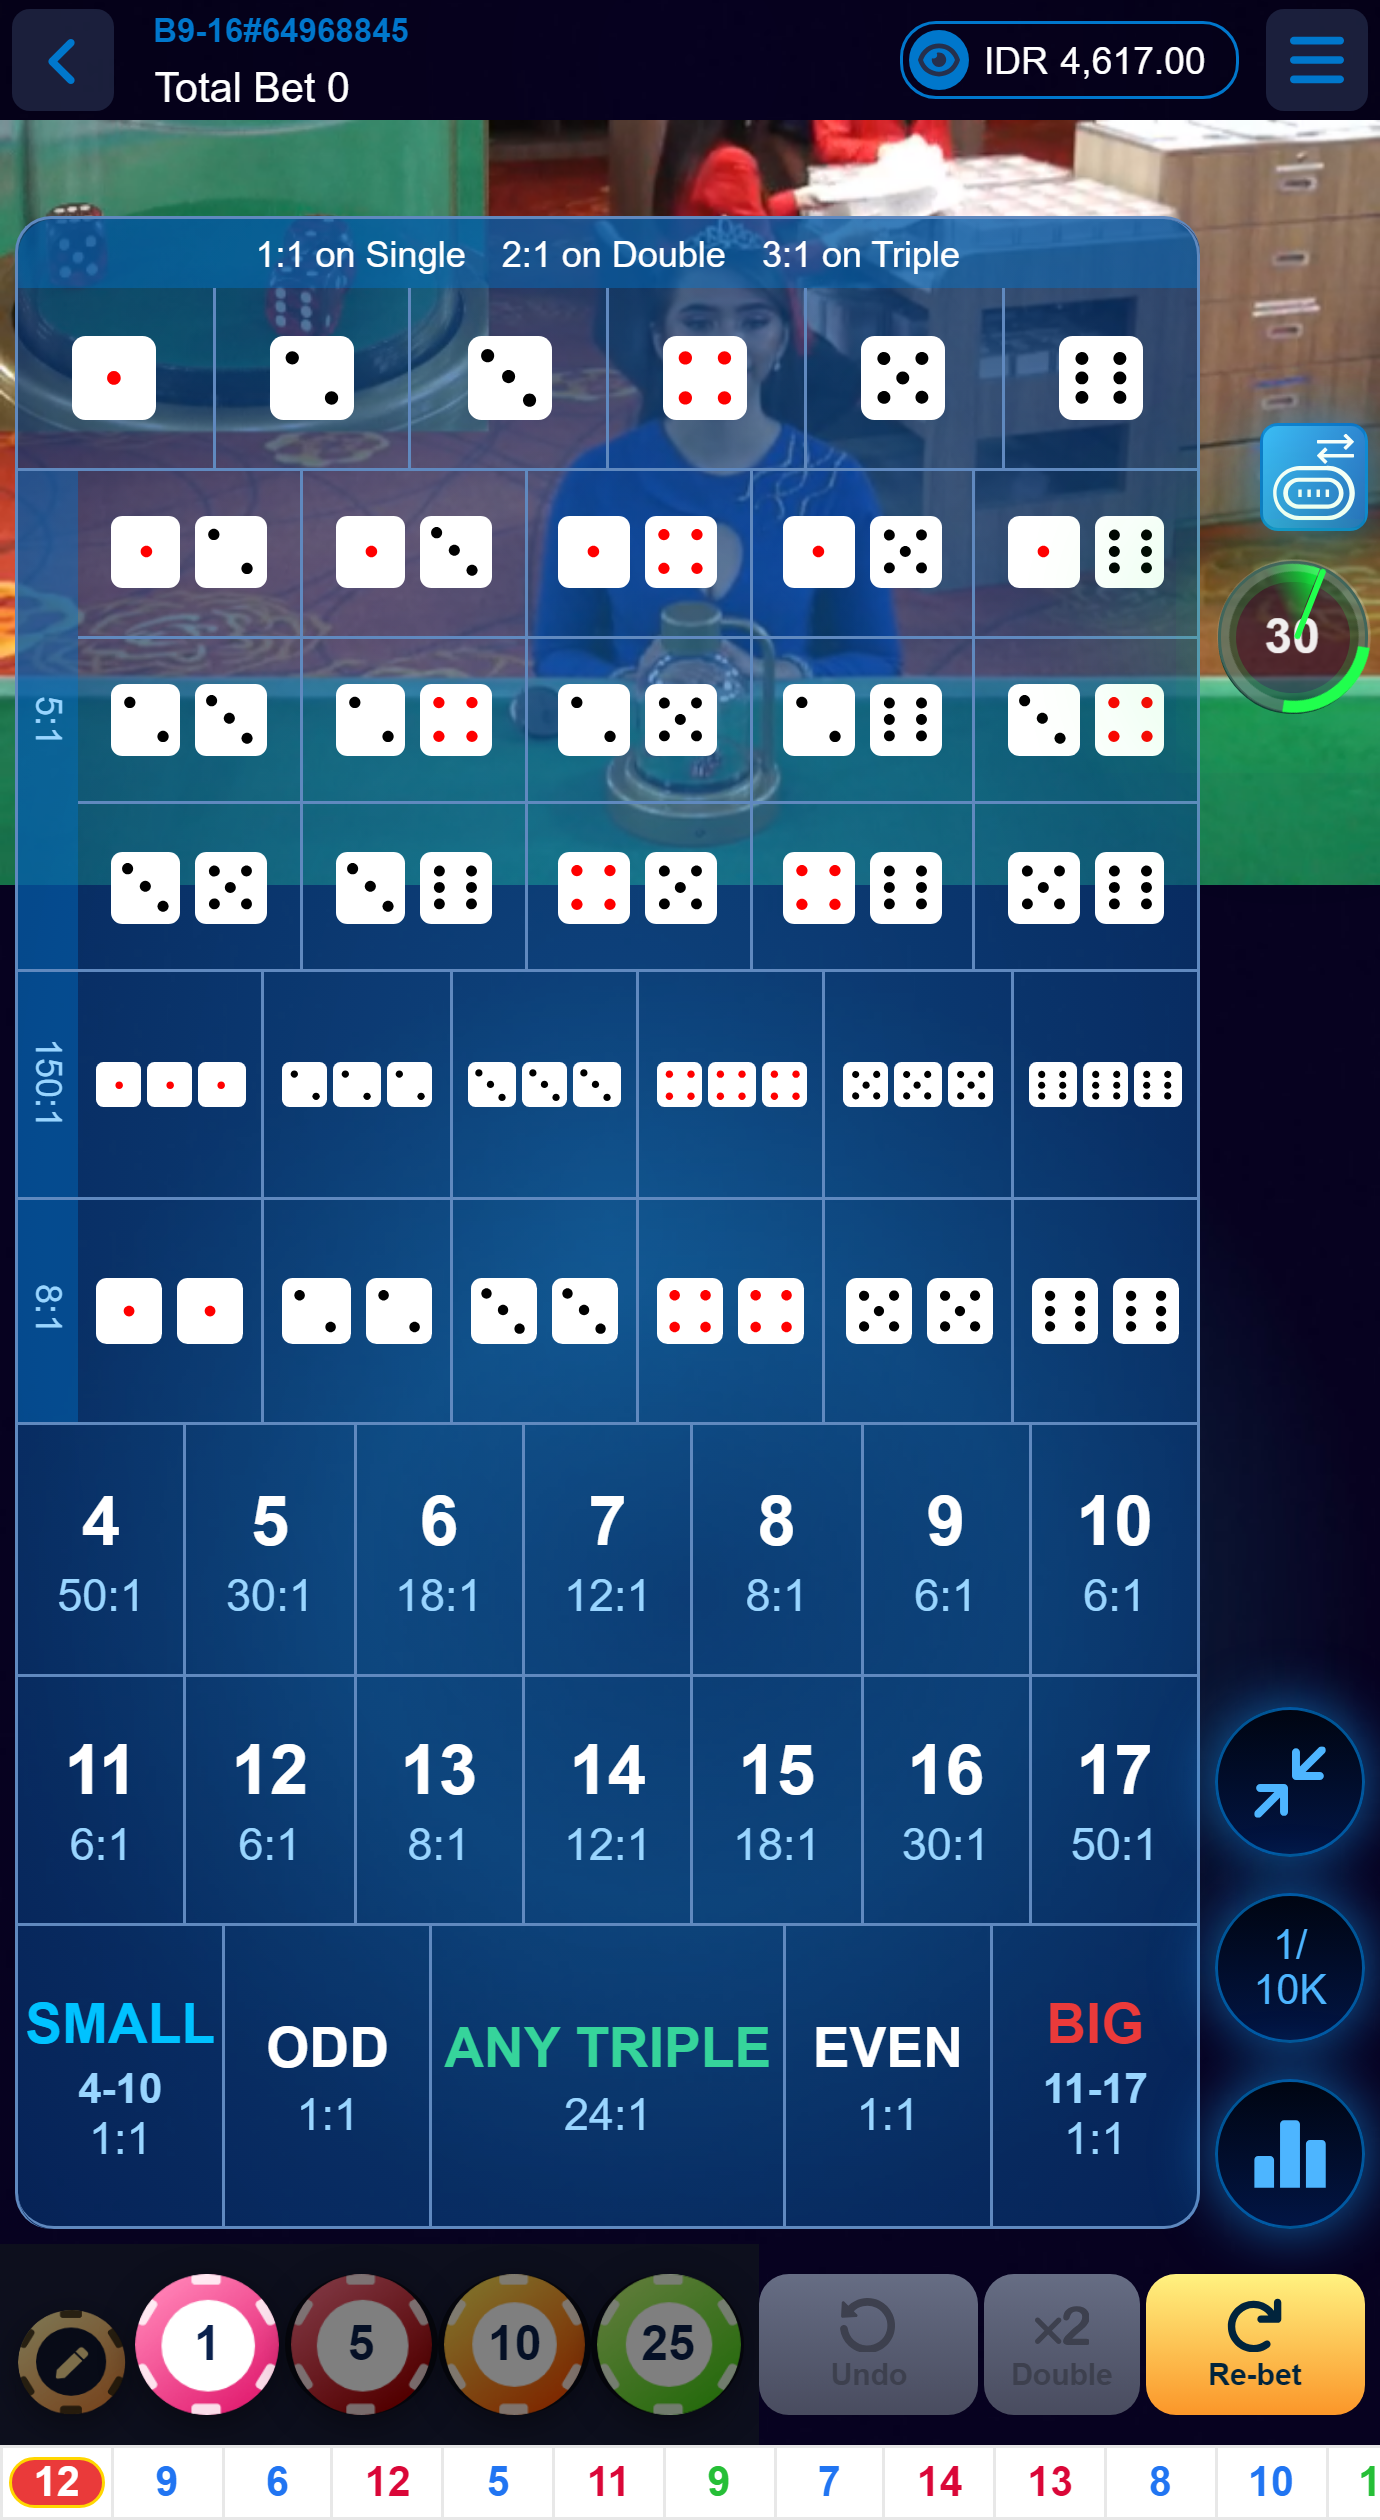 B9-16#64968845
Total Bet 0
IDR 4,617.00
1:1 on Single 2:1 on Double 3:1 on Triple
30
5:1
150:1
8:1
4 5 6 7 8 9 10
50:1 30:1 18:1 12:1 8:1 6:1 6:1
11 12 13 14 15 16 17
6:1 6:1 8:1 12:1 18:1 30:1 50:1
1/
10K
SMALL
4-10
1:1
ODD
1:1
ANY TRIPLE
24:1
EVEN
1:1
BIG
11-17
1:1
1 5 10 25
Undo
x2
Double
Re-bet
12 9 6 12 5 11 9 7 14 13 8 10